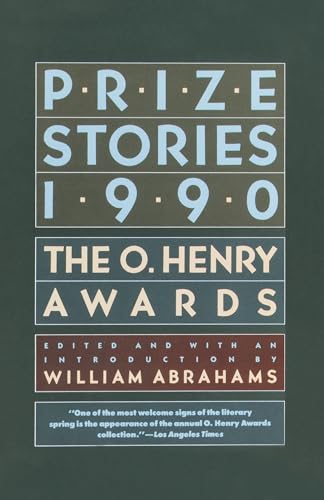 P·R·I·Z·E
STORIES
1·9·9·0
THE O. HENRY
AWARDS
EDITED AND WITH AN
INTRODUCTION BY
WILLIAM ABRAHAMS
"One of the most welcome signs of the literary
spring is the appearance of the annual O. Henry Awards
collection."—Los Angeles Times